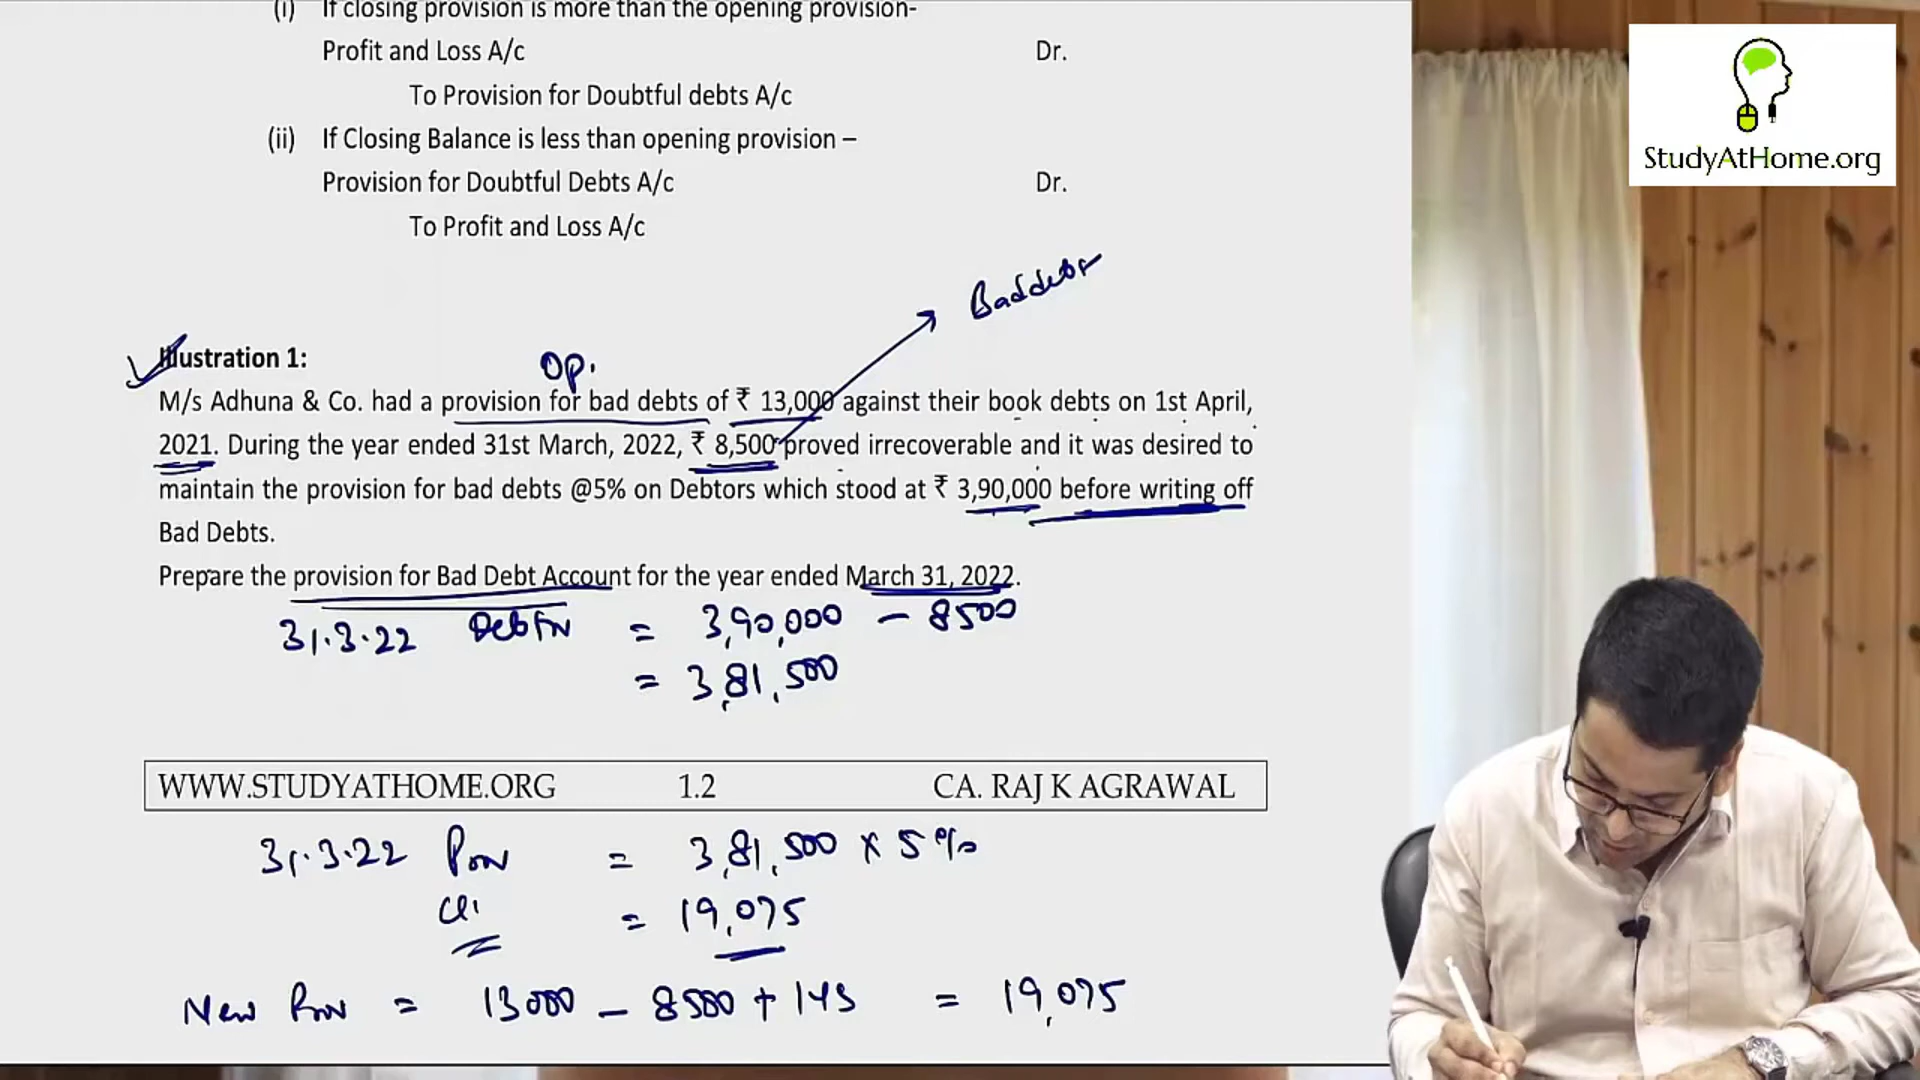 (i) If closing provision is more than the opening provision-
Profit and Loss A/c Dr.
To Provision for Doubtful debts A/c
(ii) If Closing Balance is less than opening provision –
Provision for Doubtful Debts A/c Dr.
To Profit and Loss A/c
StudyAtHome.org
Bad debt
Illustration 1:
Op.
M/s Adhuna & Co. had a provision for bad debts of ₹ 13,000 against their book debts on 1st April,
2021. During the year ended 31st March, 2022, ₹ 8,500 proved irrecoverable and it was desired to
maintain the provision for bad debts @5% on Debtors which stood at ₹ 3,90,000 before writing off
Bad Debts.
Prepare the provision for Bad Debt Account for the year ended March 31, 2022.
31.3.22 = 3,90,000 – 8500
= 3,81,500
WWW.STUDYATHOME.ORG 1.2 CA. RAJ K AGRAWAL
31.3.22 Prov = 3,81,500 × 5%
= 19,075
New Prov = 13000 – 8500 + = 19,075